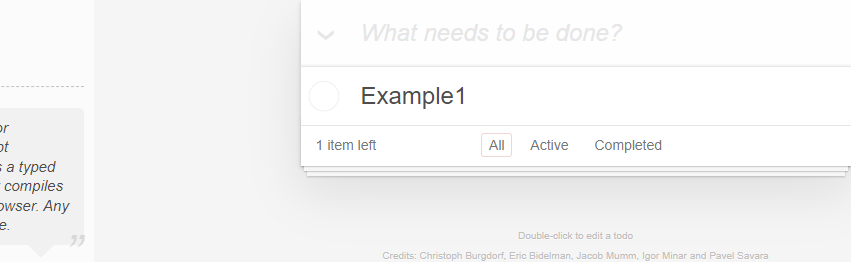 What needs to be done?
Example1
1 item left All Active Completed
or
ot
s a typed
compiles
owser. Any
e.
”
Double-click to edit a todo
Credits: Christoph Burgdorf, Eric Bidelman, Jacob Mumm, Igor Minar and Pavel Savara